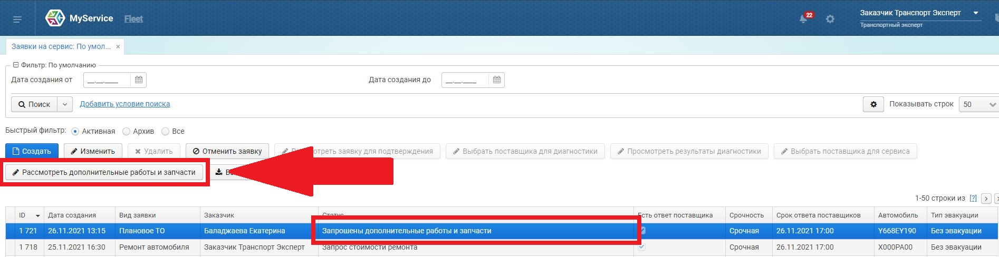 MyService Fleet 22 Заказчик Транспорт Эксперт
Транспортный эксперт
Заявки на сервис: По умол... ×
Фильтр: По умолчанию
Дата создания от __.__.____ Дата создания до __.__.____
Поиск Добавить условие поиска Показывать строк 50
Быстрый фильтр: Активная Архив Все
Создать Изменить Удалить Отменить заявку отреть заявку для подтверждения Выбрать поставщика для диагностики Просмотреть результаты диагностики Выбрать поставщика для сервиса
Рассмотреть дополнительные работы и запчасти
1-50 строки из [?]
ID Дата создания Вид заявки Заказчик Статус Есть ответ поставщика Срочность Срок ответа поставщиков Автомобиль Тип эвакуации
1 721 26.11.2021 13:15 Плановое ТО Баладжаева Екатерина Запрошены дополнительные работы и запчасти Срочная 26.11.2021 17:00 Y668EY190 Без эвакуации
1 718 25.11.2021 16:30 Ремонт автомобиля Заказчик Транспорт Эксперт Запрос стоимости ремонта Срочная 26.11.2021 17:00 X000PA00 Без эвакуации